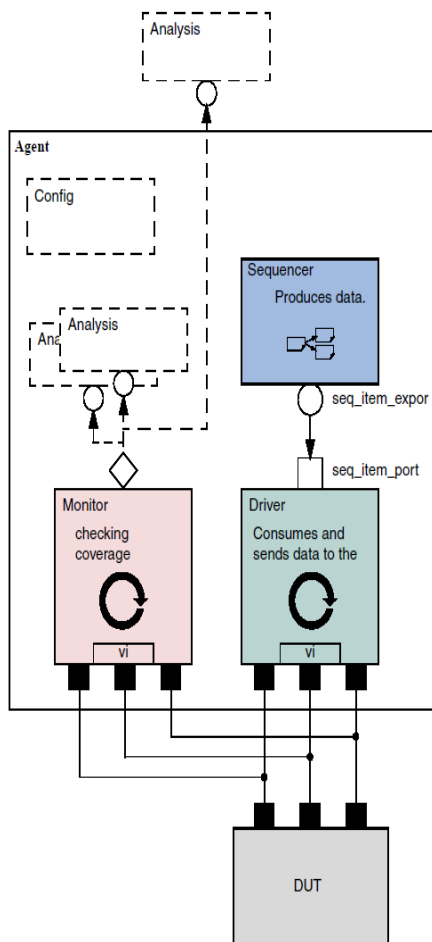 Analysis
Agent
Config
Sequencer
Produces data.
Analysis
Ana
seq_item_expor
seq_item_port
Monitor
checking
coverage
Driver
Consumes and
sends data to the
vi
vi
DUT